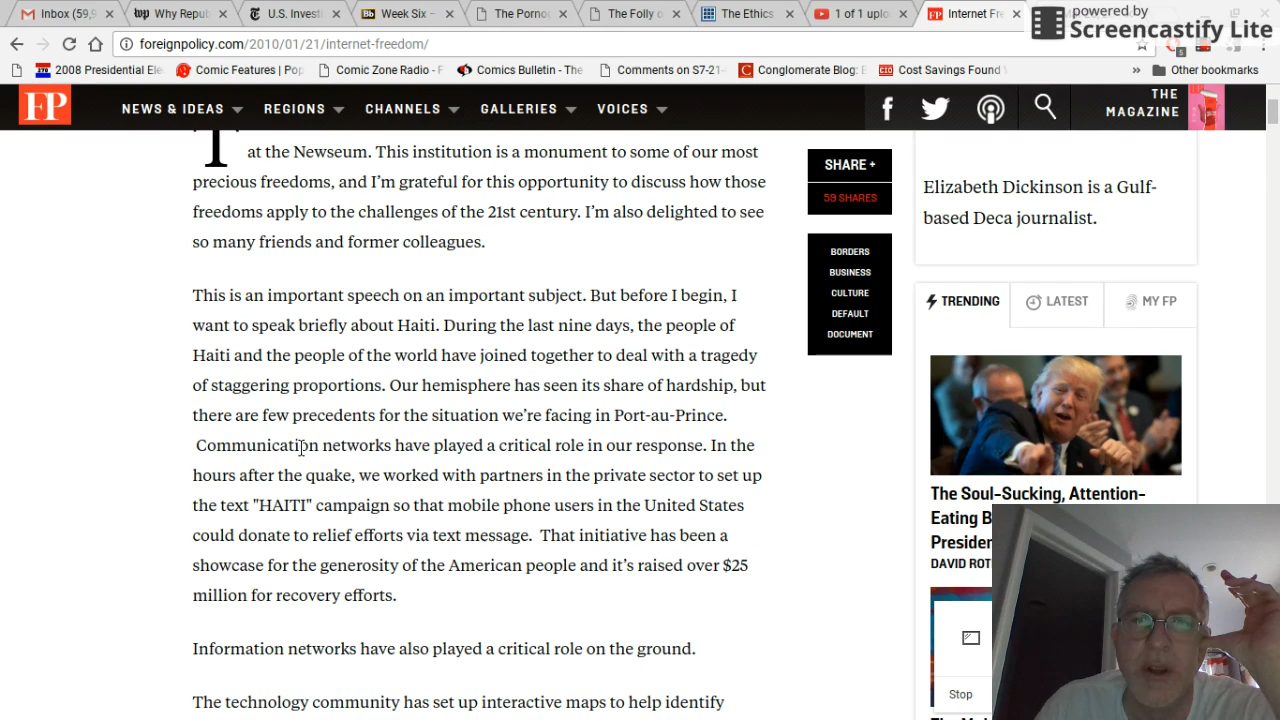 Inbox (59,9
Why Repub
U.S. Investi
Bb Week Six –
The Pornog
The Folly o
The Ethics
1 of 1 uplo
FP Internet Fre
powered by
Screencastify Lite
foreignpolicy.com/2010/01/21/internet-freedom/
2008 Presidential Ele
Comic Features | Pop
Comic Zone Radio - F
Comics Bulletin - The
Comments on S7-21-
Conglomerate Blog:
Cost Savings Found
» Other bookmarks
FP
NEWS & IDEAS
REGIONS
CHANNELS
GALLERIES
VOICES
THE
MAGAZINE
at the Newseum. This institution is a monument to some of our most
precious freedoms, and I'm grateful for this opportunity to discuss how those
freedoms apply to the challenges of the 21st century. I'm also delighted to see
so many friends and former colleagues.
This is an important speech on an important subject. But before I begin, I
want to speak briefly about Haiti. During the last nine days, the people of
Haiti and the people of the world have joined together to deal with a tragedy
of staggering proportions. Our hemisphere has seen its share of hardship, but
there are few precedents for the situation we're facing in Port-au-Prince.
Communication networks have played a critical role in our response. In the
hours after the quake, we worked with partners in the private sector to set up
the text "HAITI" campaign so that mobile phone users in the United States
could donate to relief efforts via text message. That initiative has been a
showcase for the generosity of the American people and it's raised over $25
million for recovery efforts.
Information networks have also played a critical role on the ground.
The technology community has set up interactive maps to help identify
SHARE +
59 SHARES
BORDERS
BUSINESS
CULTURE
DEFAULT
DOCUMENT
Elizabeth Dickinson is a Gulf-
based Deca journalist.
TRENDING
LATEST
MY FP
The Soul-Sucking, Attention-
Eating B
Presiden
DAVID ROT
Stop